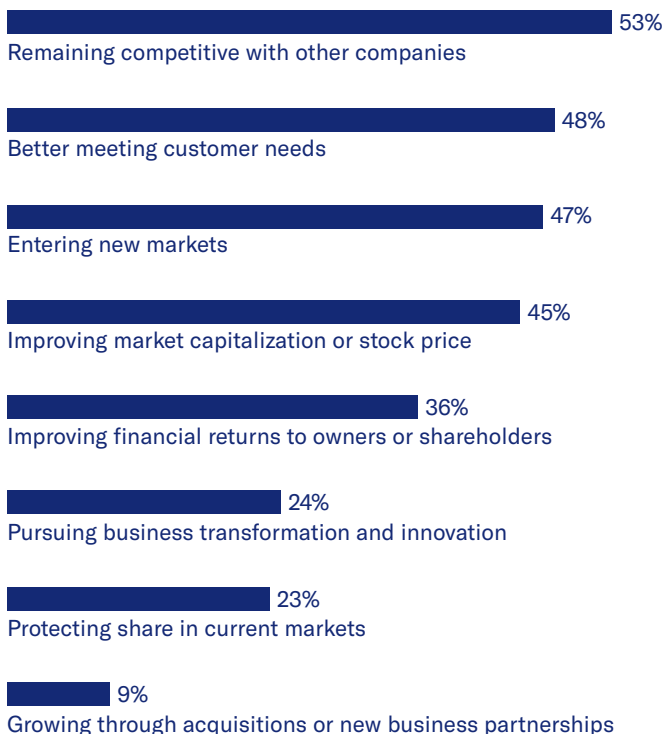 53%
Remaining competitive with other companies
48%
Better meeting customer needs
47%
Entering new markets
45%
Improving market capitalization or stock price
36%
Improving financial returns to owners or shareholders
24%
Pursuing business transformation and innovation
23%
Protecting share in current markets
9%
Growing through acquisitions or new business partnerships